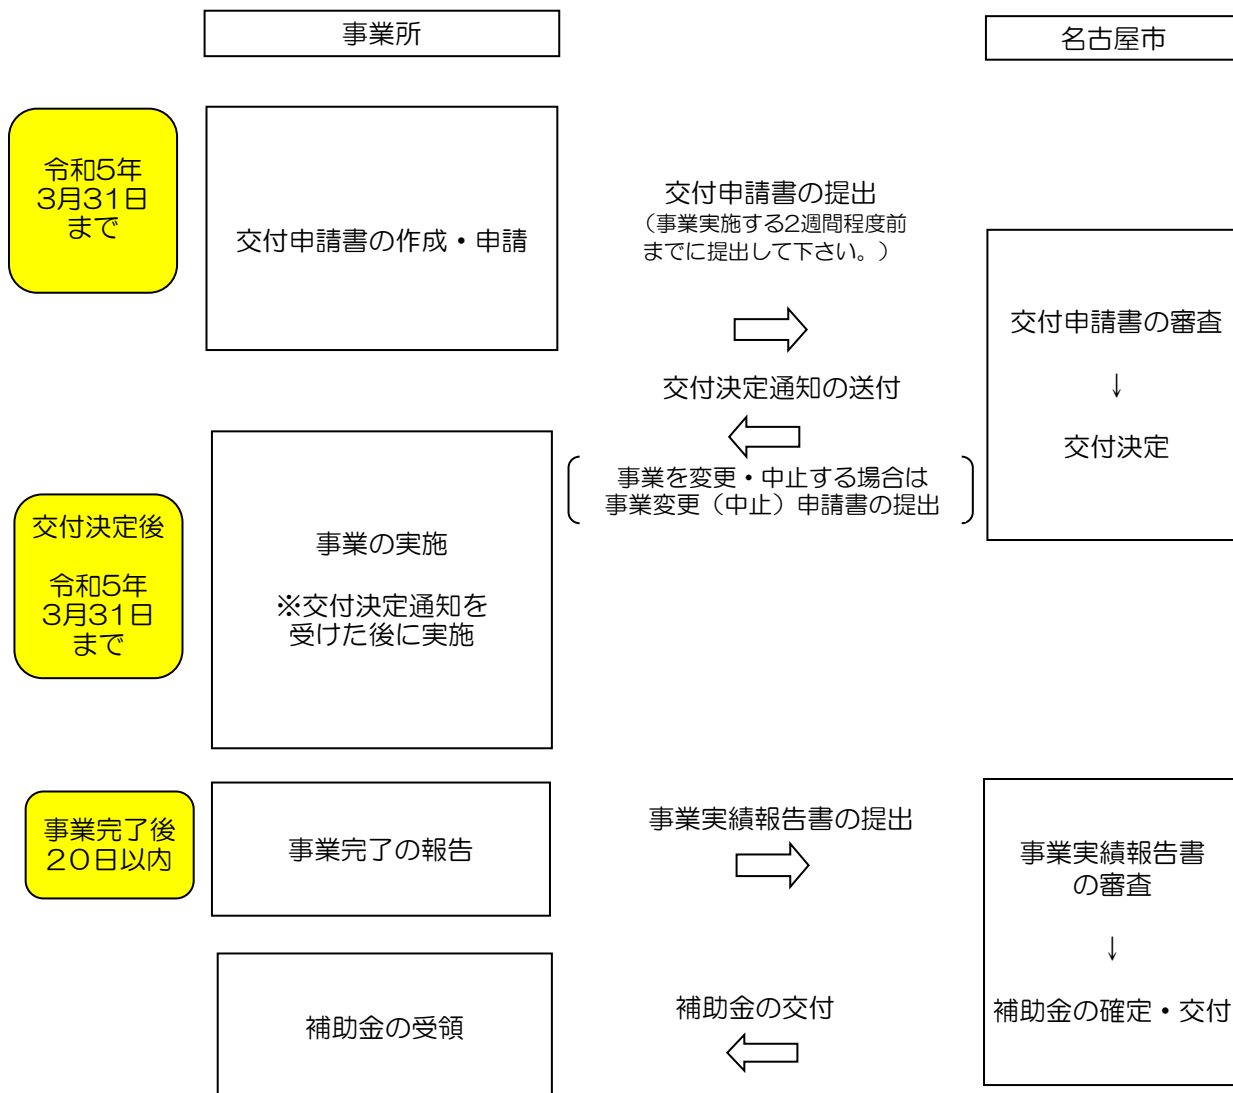 事業所
名古屋市
令和5年
3月31日
まで
交付申請書の作成・申請
交付申請書の提出
（事業実施する2週間程度前
までに提出して下さい。）
交付申請書の審査
↓
交付決定
交付決定通知の送付
事業を変更・中止する場合は
事業変更（中止）申請書の提出
交付決定後
令和5年
3月31日
まで
事業の実施
※交付決定通知を
受けた後に実施
事業完了後
20日以内
事業完了の報告
事業実績報告書の提出
事業実績報告書
の審査
↓
補助金の確定・交付
補助金の交付
補助金の受領